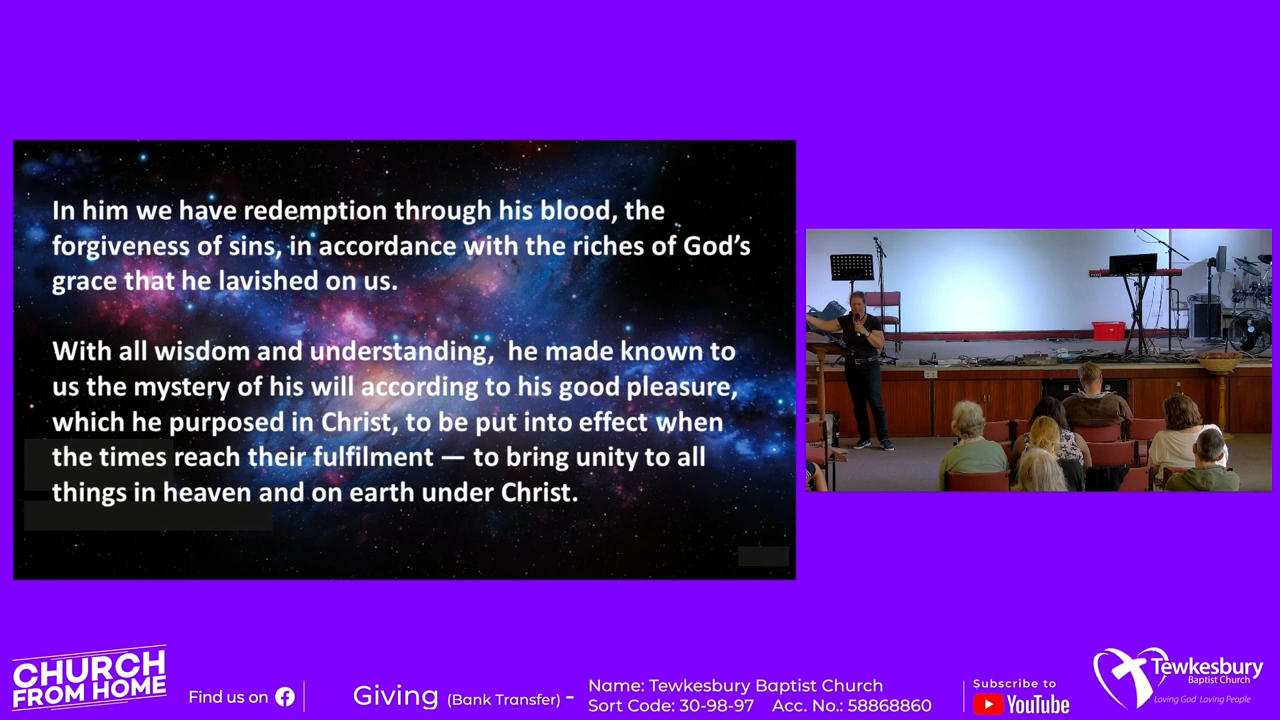 In him we have redemption through his blood, the
forgiveness of sins, in accordance with the riches of God’s
grace that he lavished on us.
With all wisdom and understanding,  he made known to
us the mystery of his will according to his good pleasure,
which he purposed in Christ, to be put into effect when
the times reach their fulfilment — to bring unity to all
things in heaven and on earth under Christ.
CHURCH
FROM HOME
Find us on
Giving (Bank Transfer) -
Name: Tewkesbury Baptist Church
Sort Code: 30-98-97 Acc. No.: 58868860
Subscribe to
YouTube
Tewkesbury
Baptist Church
Loving God Loving People